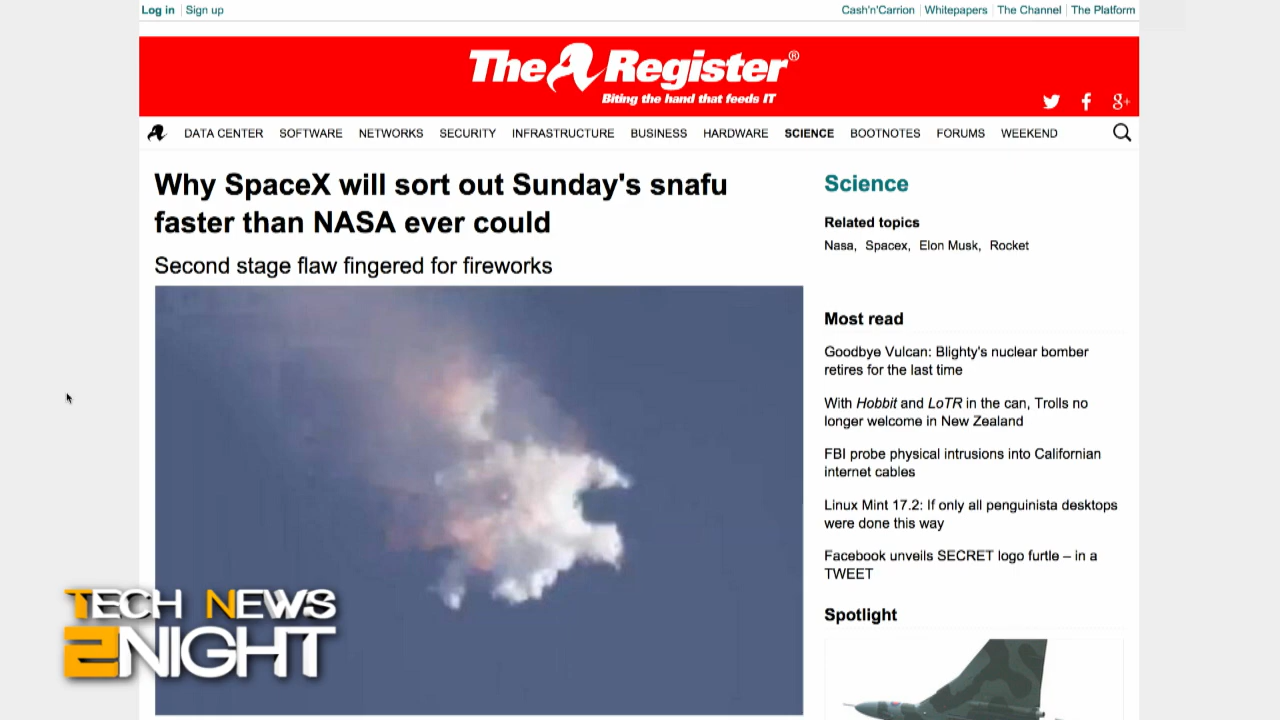 Log in Sign up Cash'n'Carrion Whitepapers The Channel The Platform
The Register®
Biting the hand that feeds IT
DATA CENTER SOFTWARE NETWORKS SECURITY INFRASTRUCTURE BUSINESS HARDWARE SCIENCE BOOTNOTES FORUMS WEEKEND
Why SpaceX will sort out Sunday's snafu
faster than NASA ever could
Second stage flaw fingered for fireworks
Science
Related topics
Nasa, Spacex, Elon Musk, Rocket
Most read
Goodbye Vulcan: Blighty's nuclear bomber
retires for the last time
With Hobbit and LoTR in the can, Trolls no
longer welcome in New Zealand
FBI probe physical intrusions into Californian
internet cables
Linux Mint 17.2: If only all penguinista desktops
were done this way
Facebook unveils SECRET logo furtle – in a
TWEET
Spotlight
TECH NEWS
2NIGHT